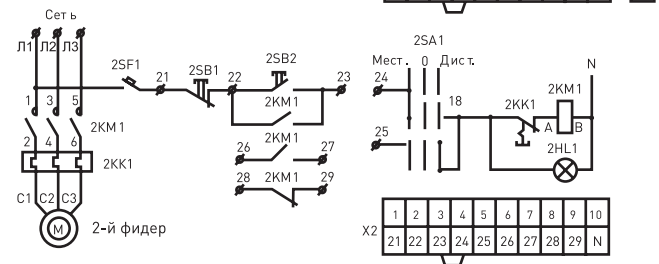 Сеть
Л1 Л2 Л3
2SF1
21
2SB1
22
2SB2
23
2KM1
1 3 5
2KM1
2 4 6
2KK1
C1 C2 C3
M
2-й фидер
26
2KM1
27
28
2KM1
29
2SA1
Мест. 0 Дист.
24
18
25
N
2KM1
2KK1
A B
2HL1
X2
1 2 3 4 5 6 7 8 9 10
21 22 23 24 25 26 27 28 29 N